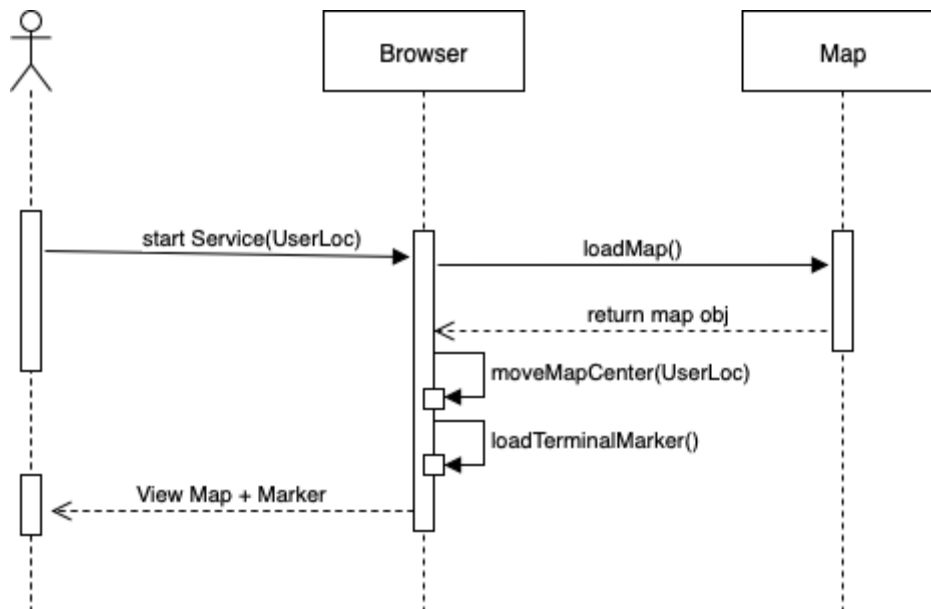 Browser
Map
start Service(UserLoc)
loadMap()
return map obj
moveMapCenter(UserLoc)
loadTerminalMarker()
View Map + Marker